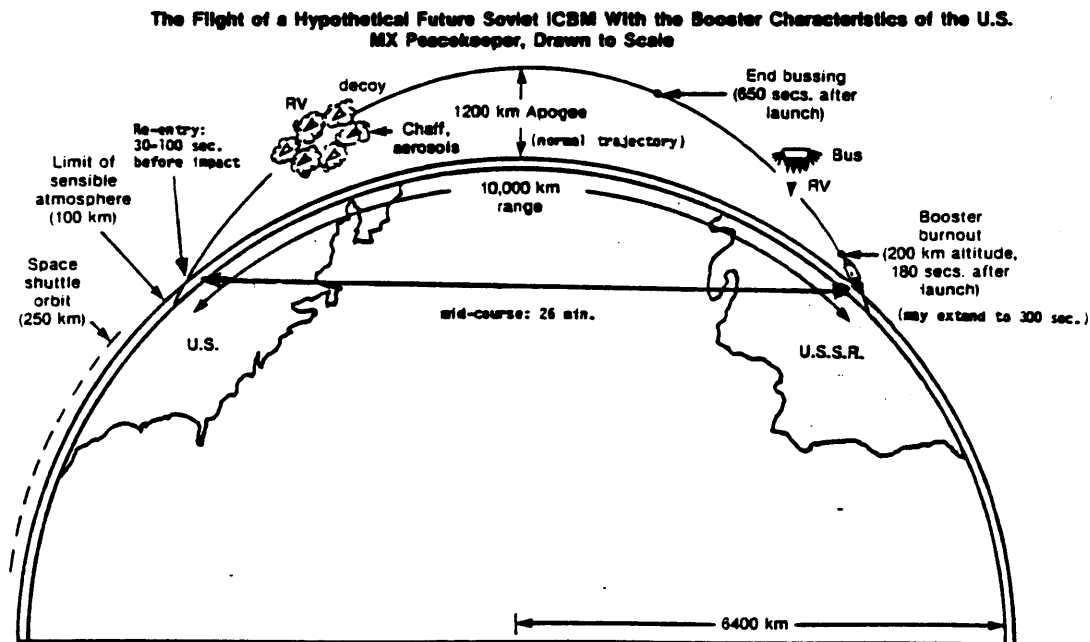 The Flight of a Hypothetical Future Soviet ICBM With the Booster Characteristics of the U.S.
MX Peacekeeper, Drawn to Scale
decoy
RV
Chaff,
aerosols
1200 km Apogee
(normal trajectory)
End bussing
(650 secs. after
launch)
Re-entry:
30-100 sec.
before impact
Limit of
sensible
atmosphere
(100 km)
Bus
RV
10,000 km
range
Booster
burnout
(200 km altitude,
180 secs. after
launch)
(may extend to 300 sec.)
Space
shuttle
orbit
(250 km)
mid-course: 26 min.
U.S.
U.S.S.R.
6400 km